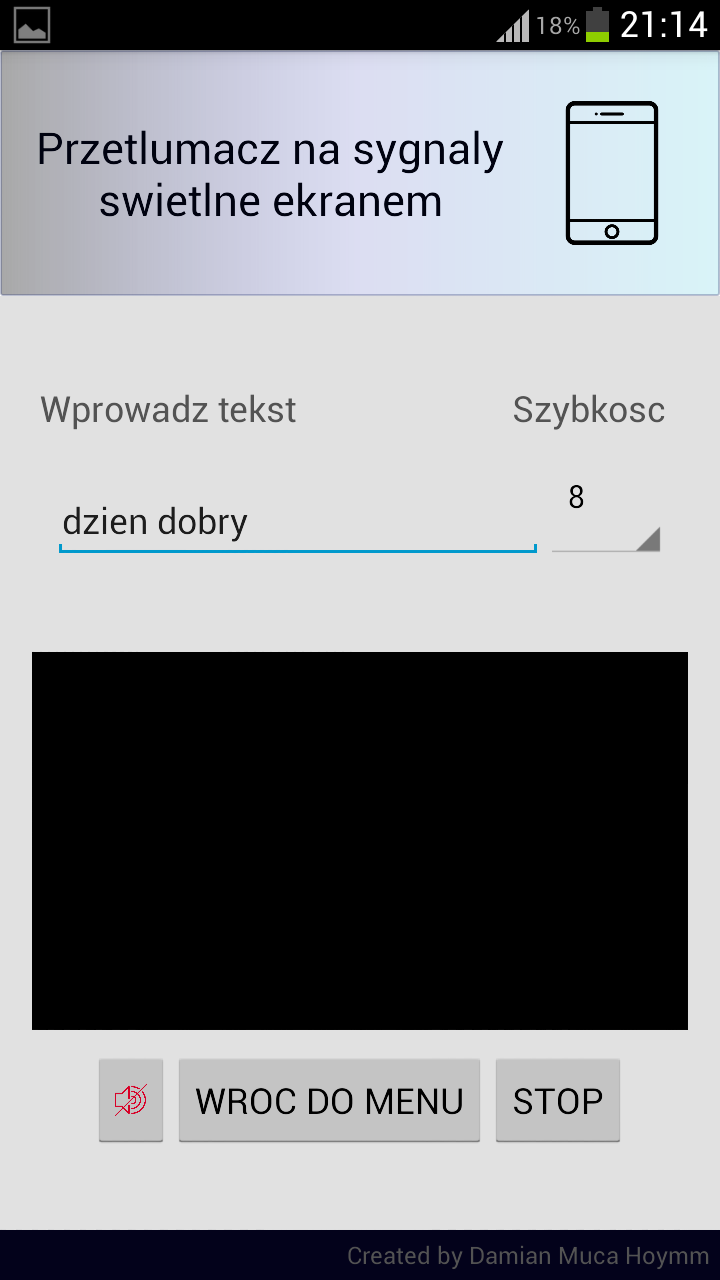 18% 21:14
Przetlumacz na sygnaly
swietlne ekranem
Wprowadz tekst Szybkosc
dzien dobry 8
WROC DO MENU STOP
Created by Damian Muca Hoymm